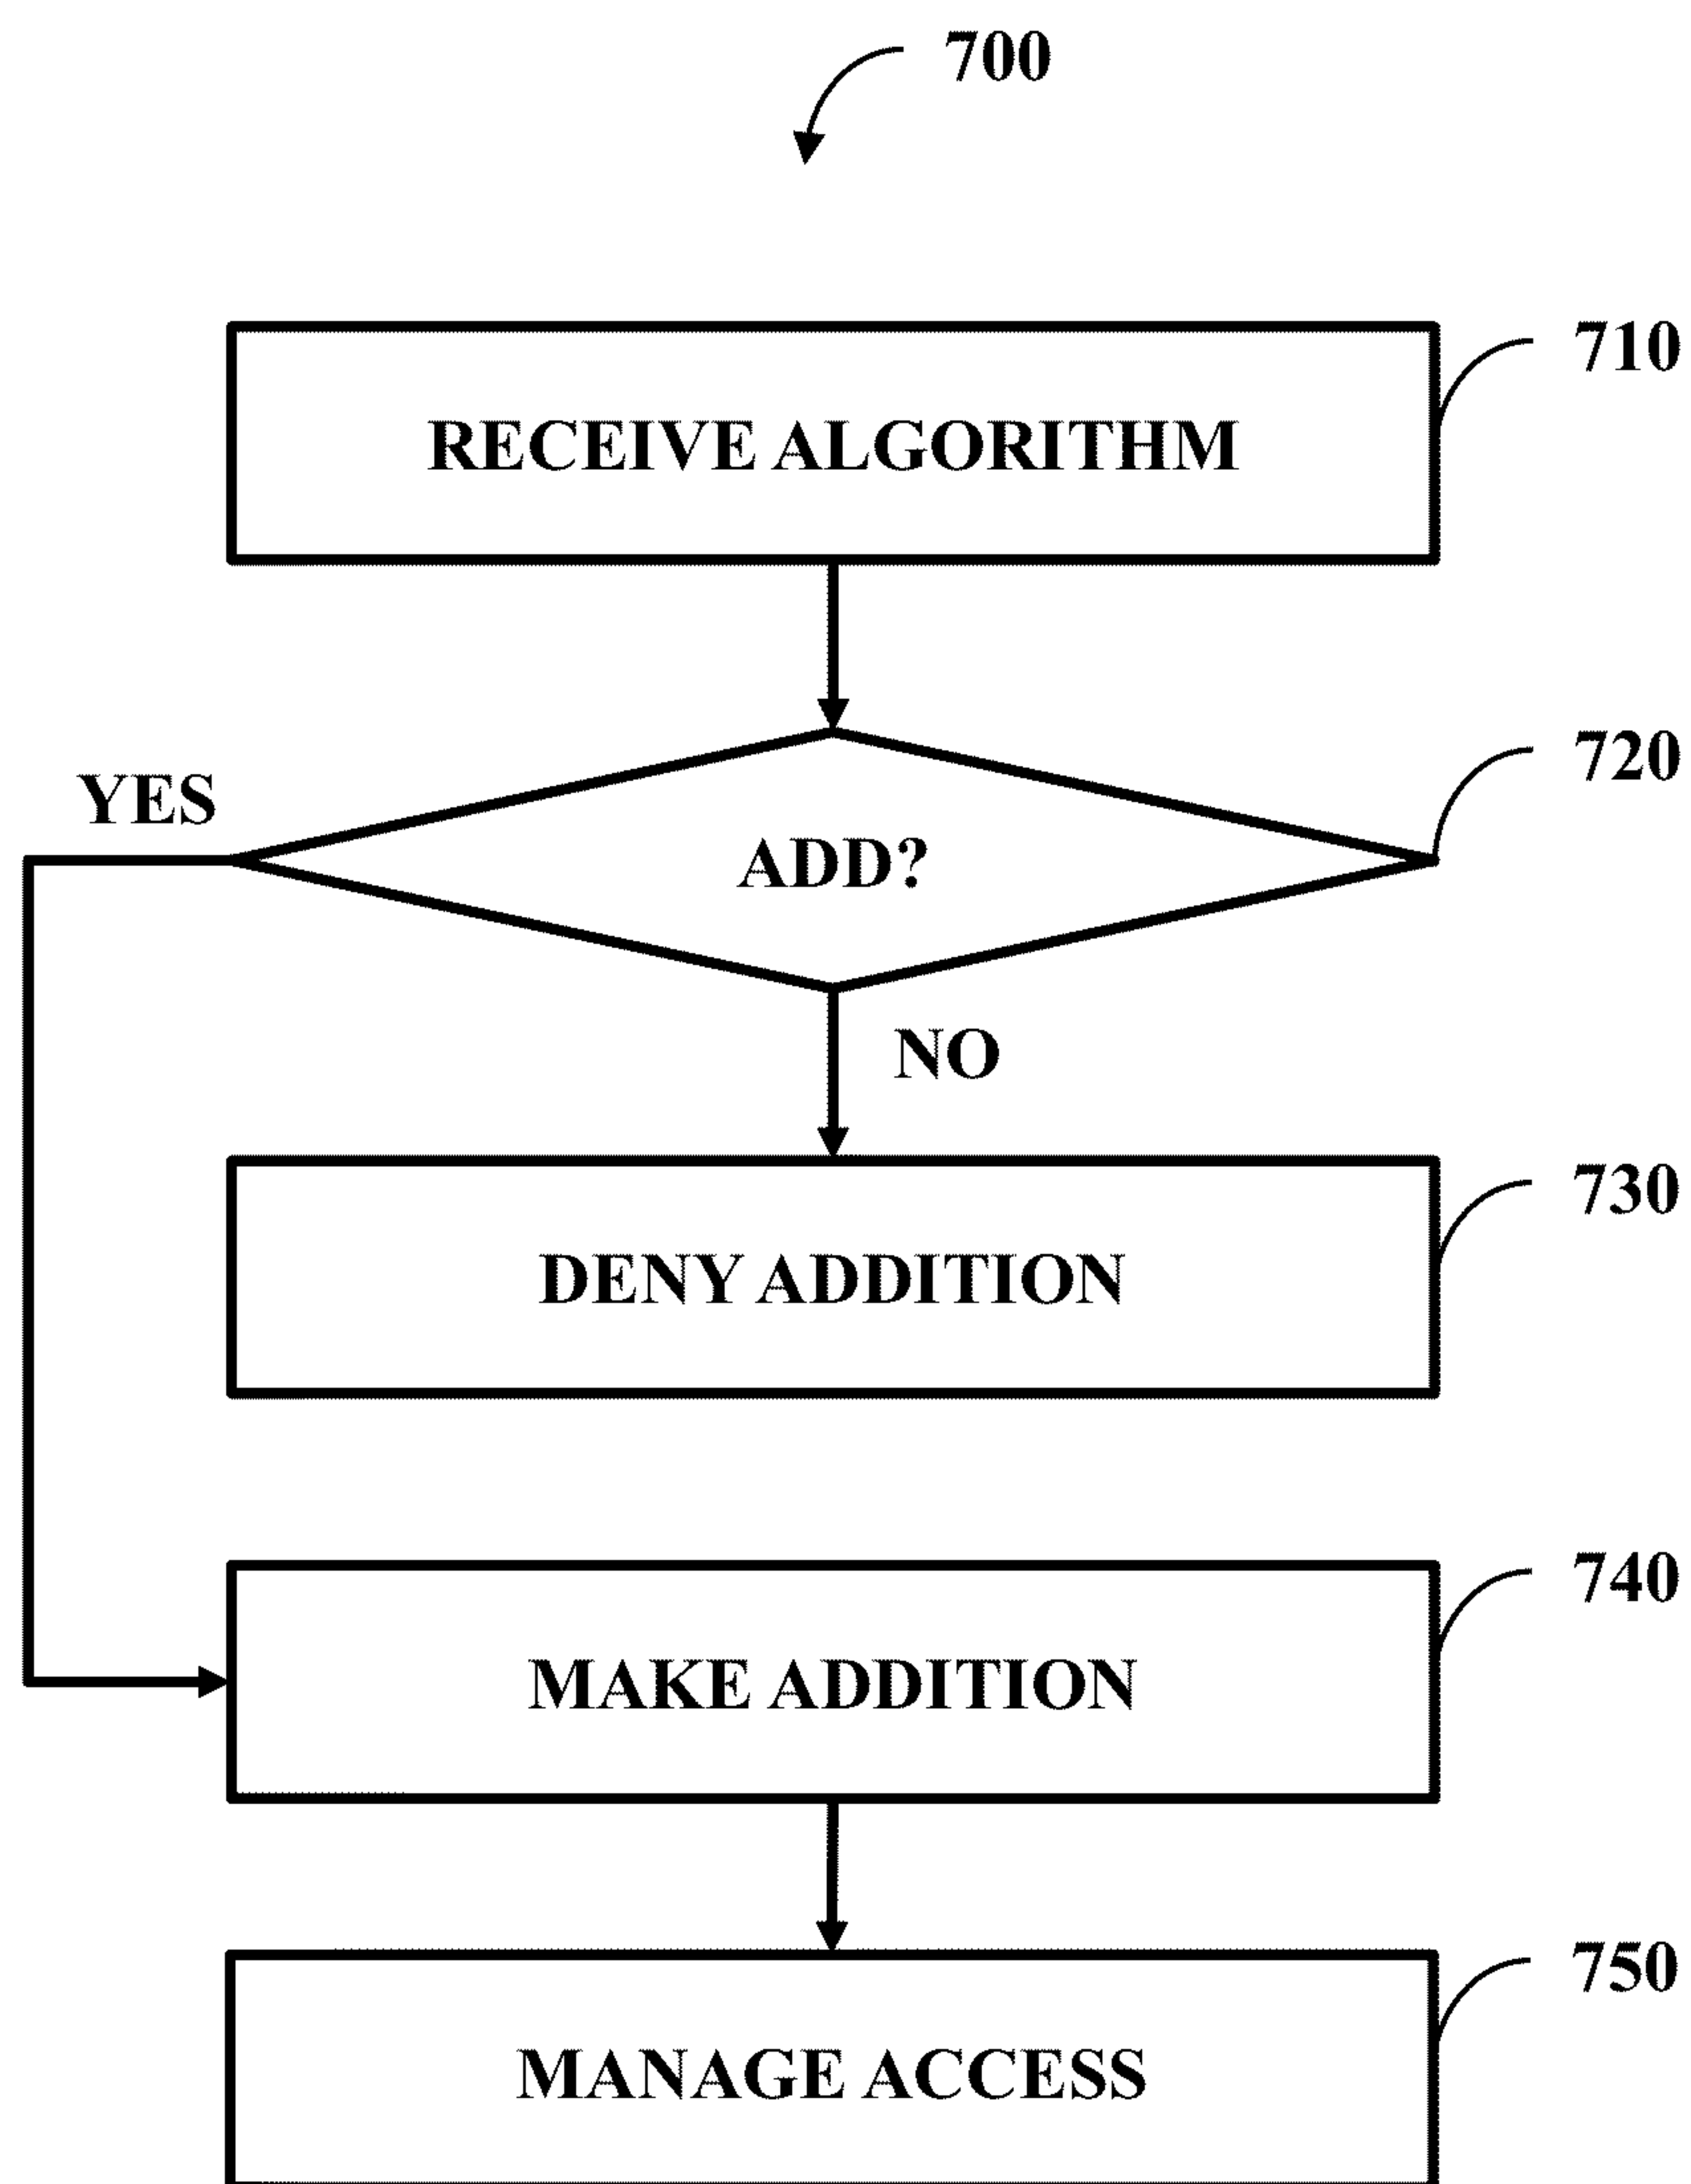 700
710
RECEIVE ALGORITHM
720
YES
ADD?
NO
730
DENY ADDITION
740
MAKE ADDITION
750
MANAGE ACCESS